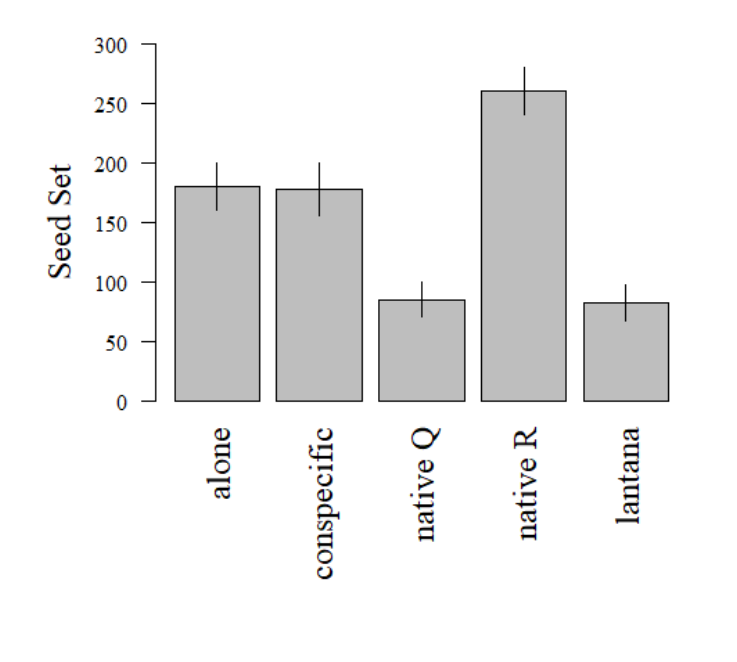 Seed Set
300
250
200
150
100
50
0
alone
conspecific
native Q
native R
lantana